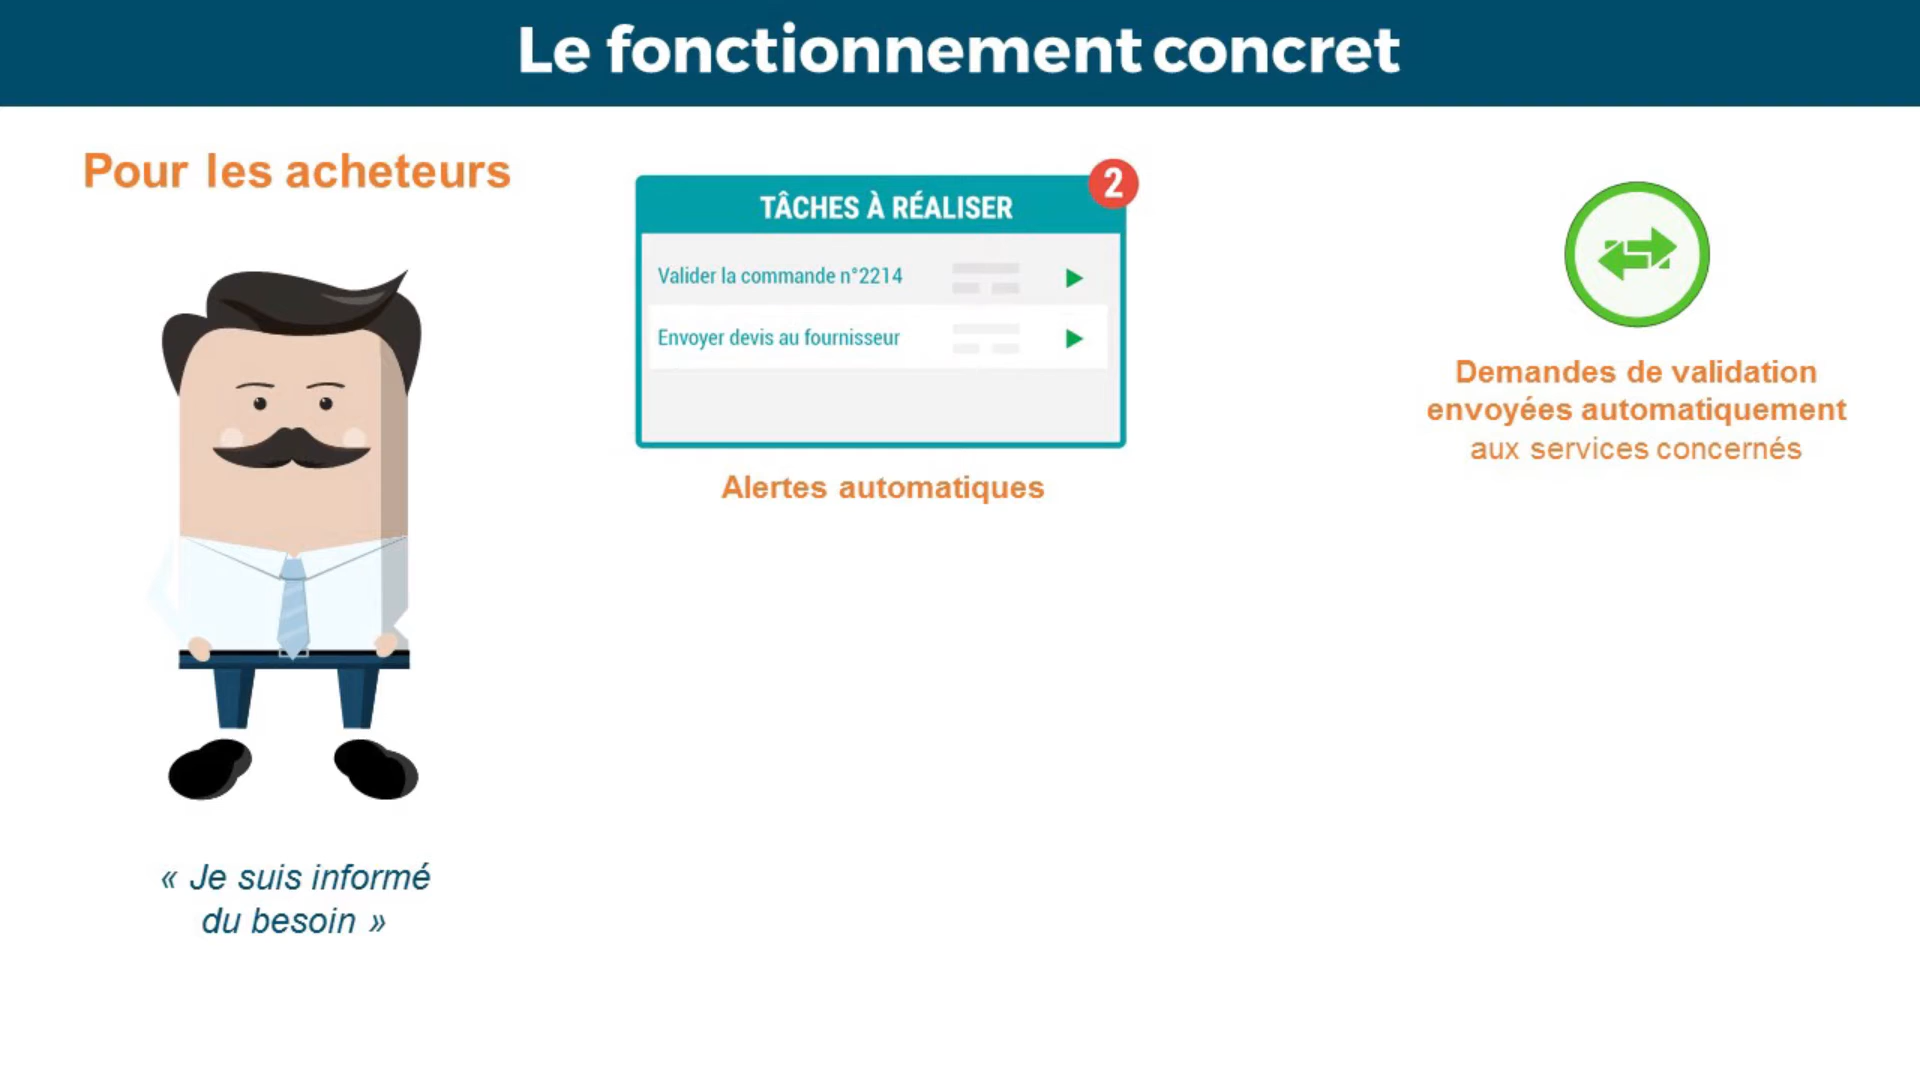 Le fonctionnement concret
Pour les acheteurs
TÂCHES À RÉALISER
2
Valider la commande n°2214
Envoyer devis au fournisseur
Alertes automatiques
Demandes de validation
envoyées automatiquement
aux services concernés
« Je suis informé
du besoin »